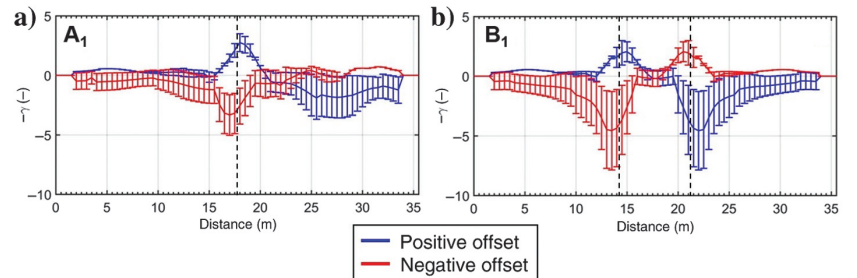 a) A1
5
0
−5
−10
−γ (−)
0 5 10 15 20 25 30 35
Distance (m)
b) B1
5
0
−5
−10
−γ (−)
0 5 10 15 20 25 30 35
Distance (m)
Positive offset
Negative offset